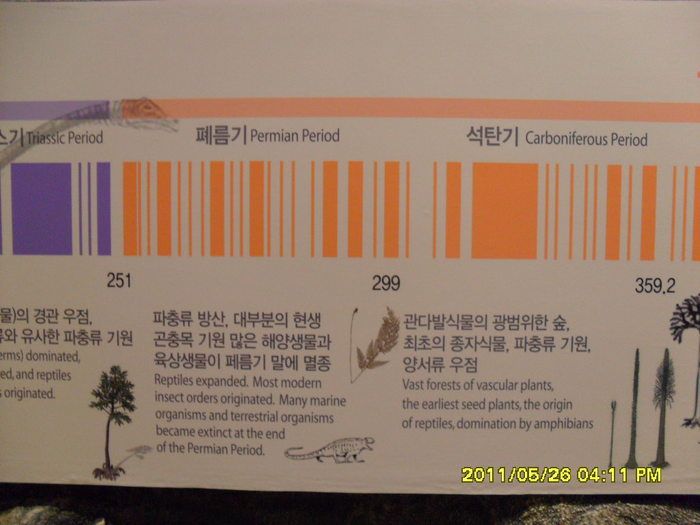 스기 Triassic Period
페름기 Permian Period
석탄기 Carboniferous Period
251
299
359.2
물)의 경관 우점,
류와 유사한 파충류 기원
erms) dominated,
ed, and reptiles
s originated.
파충류 방산, 대부분의 현생
곤충목 기원 많은 해양생물과
육상생물이 페름기 말에 멸종
Reptiles expanded. Most modern
insect orders originated. Many marine
organisms and terrestrial organisms
became extinct at the end
of the Permian Period.
관다발식물의 광범위한 숲,
최초의 종자식물, 파충류 기원,
양서류 우점
Vast forests of vascular plants,
the earliest seed plants, the origin
of reptiles, domination by amphibians
2011/05/26 04:11 PM